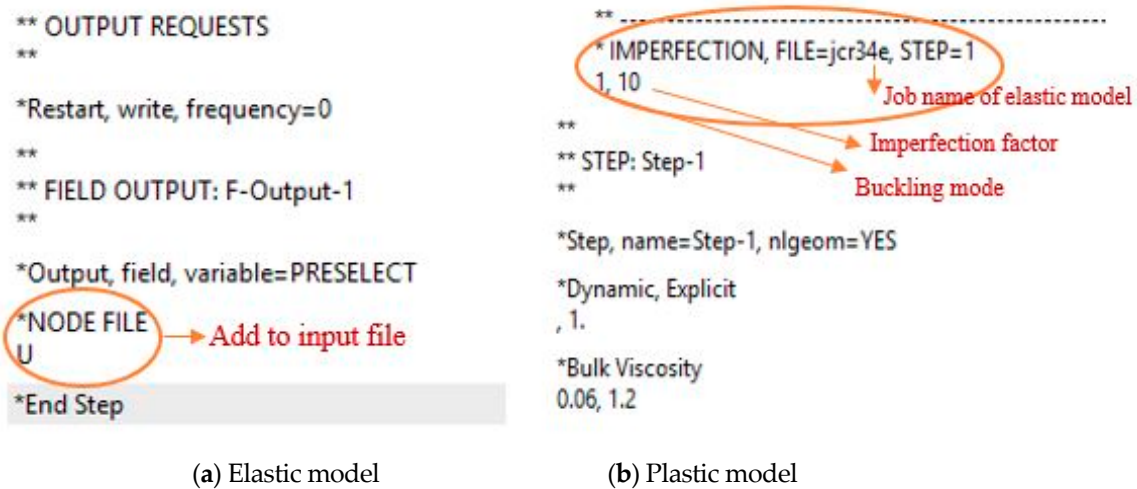 ** OUTPUT REQUESTS
**
*Restart, write, frequency=0
**
** FIELD OUTPUT: F-Output-1
**
*Output, field, variable=PRESELECT
*NODE FILE
U
Add to input file
*End Step
(a) Elastic model
** ----------------------------------------------------------------
* IMPERFECTION, FILE=jcr34e, STEP=1
1, 10
Job name of elastic model
Imperfection factor
Buckling mode
**
** STEP: Step-1
**
*Step, name=Step-1, nlgeom=YES
*Dynamic, Explicit
, 1.
*Bulk Viscosity
0.06, 1.2
(b) Plastic model